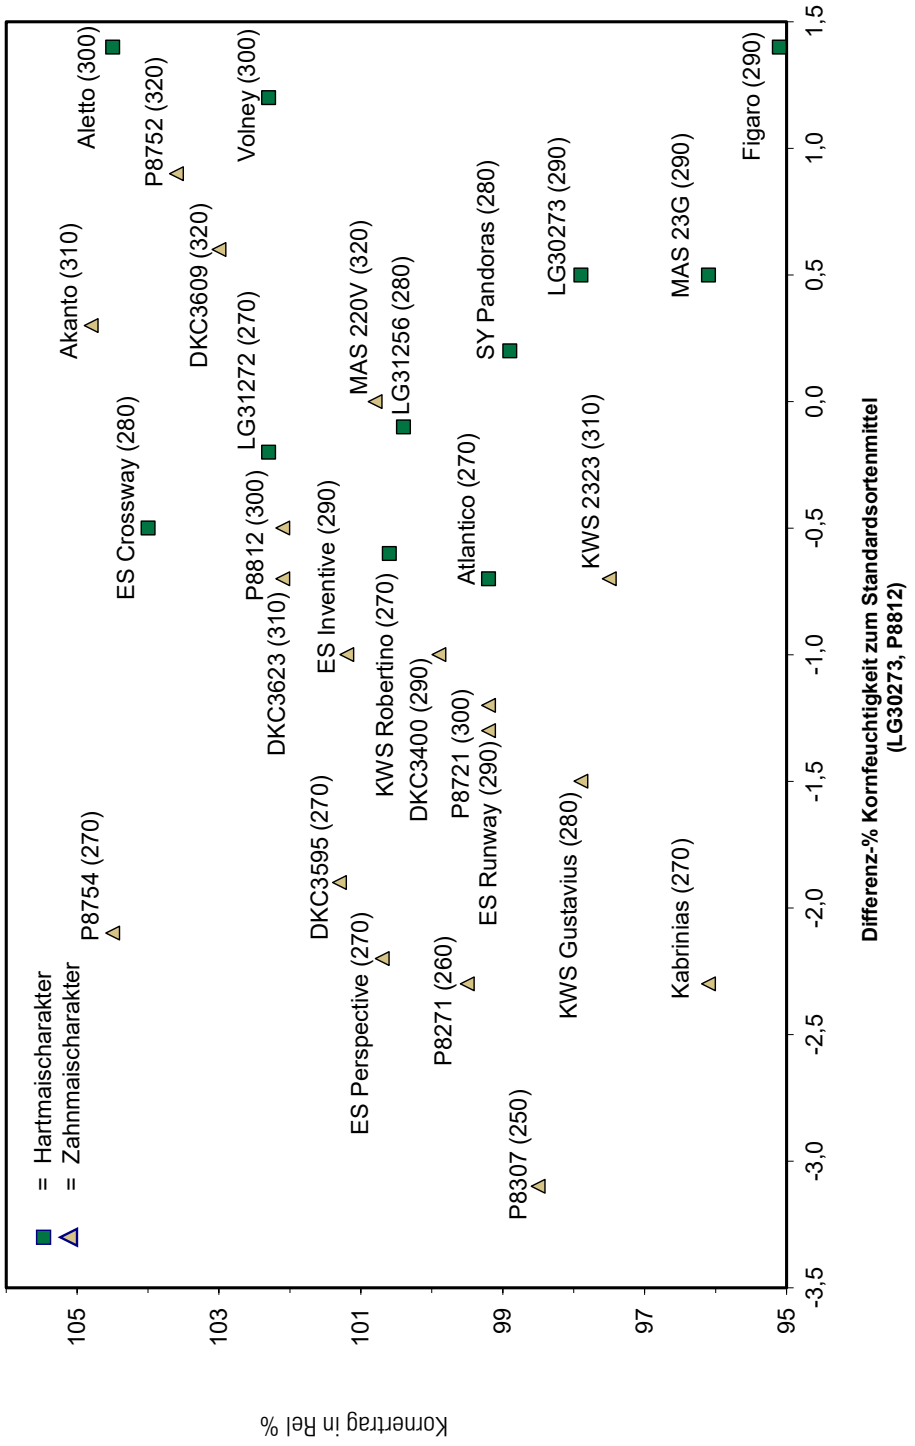 = Hartmaischarakter
= Zahnmaischarakter
Kornertrag in Rel %
105
103
101
99
97
95
Akanto (310)
Aletto (300)
P8754 (270)
ES Crossway (280)
P8752 (320)
DKC3609 (320)
LG31272 (270)
Volney (300)
P8812 (300)
DKC3623 (310)
DKC3595 (270)
ES Inventive (290)
MAS 220V (320)
ES Perspective (270)
KWS Robertino (270)
LG31256 (280)
DKC3400 (290)
P8271 (260)
P8721 (300)
ES Runway (290)
Atlantico (270)
SY Pandoras (280)
P8307 (250)
KWS Gustavius (280)
LG30273 (290)
KWS 2323 (310)
Kabrinias (270)
MAS 23G (290)
Figaro (290)
-3,5
-3,0
-2,5
-2,0
-1,5
-1,0
-0,5
0,0
0,5
1,0
1,5
Differenz-% Kornfeuchtigkeit zum Standardsortenmittel
(LG30273, P8812)